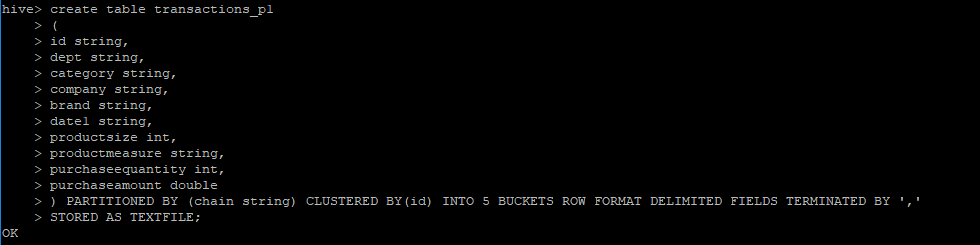 hive> create table transactions_p1
> (
> id string,
> dept string,
> category string,
> company string,
> brand string,
> date1 string,
> productsize int,
> productmeasure string,
> purchaseequantity int,
> purchaseamount double
> ) PARTITIONED BY (chain string) CLUSTERED BY(id) INTO 5 BUCKETS ROW FORMAT DELIMITED FIELDS TERMINATED BY ','
> STORED AS TEXTFILE;
OK